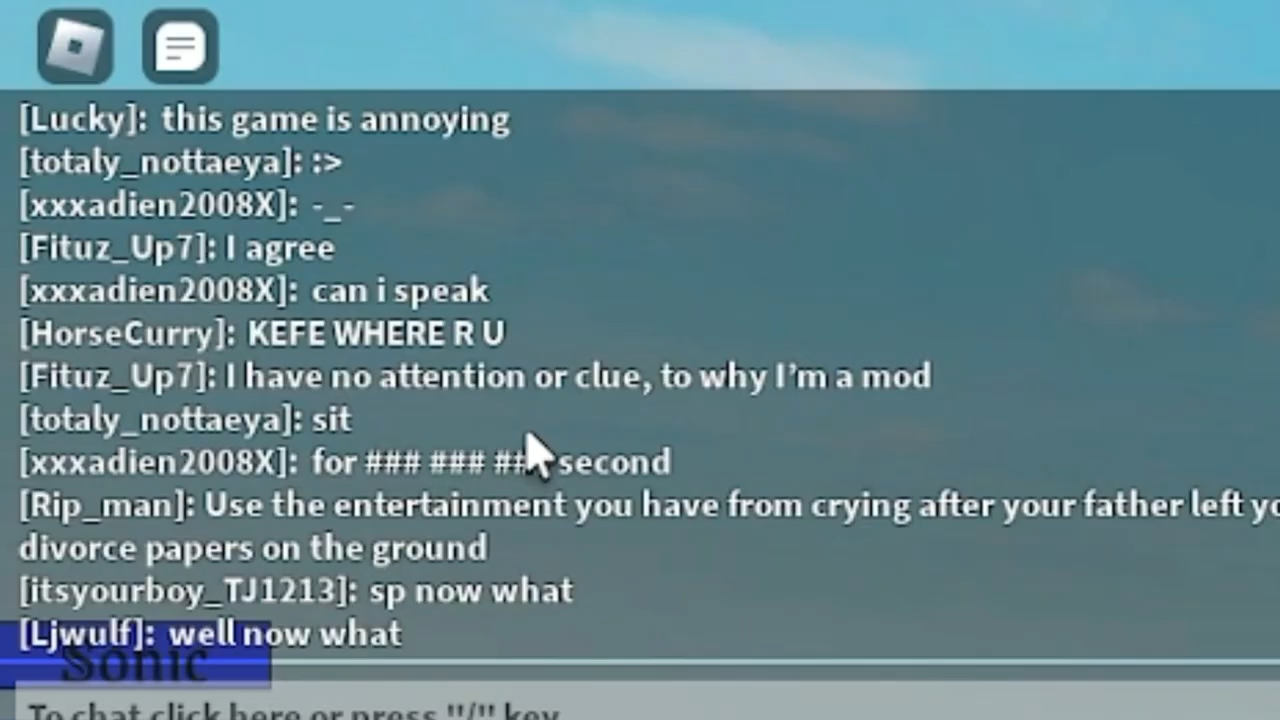 [Lucky]: this game is annoying
[totaly_nottaeya]: :>
[xxxadien2008X]: -_-
[Fituz_Up7]: I agree
[xxxadien2008X]: can i speak
[HorseCurry]: KEFE WHERE R U
[Fituz_Up7]: I have no attention or clue, to why I’m a mod
[totaly_nottaeya]: sit
[xxxadien2008X]: for ### ### ## second
[Rip_man]: Use the entertainment you have from crying after your father left
divorce papers on the ground
[itsyourboy_TJ1213]: sp now what
[Ljwulf]: well now what
Sonic
To chat click here or press "/" key